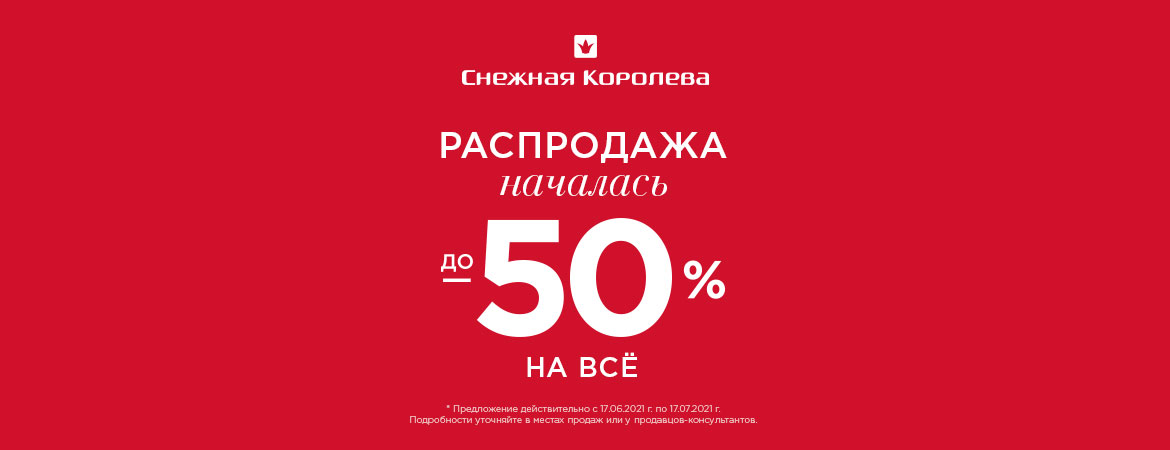 Снежная Королева
РАСПРОДАЖА
началась
ДО 50 %
НА ВСЁ
* Предложение действительно с 17.06.2021 г. по 17.07.2021 г.
Подробности уточняйте в местах продаж или у продавцов-консультантов.